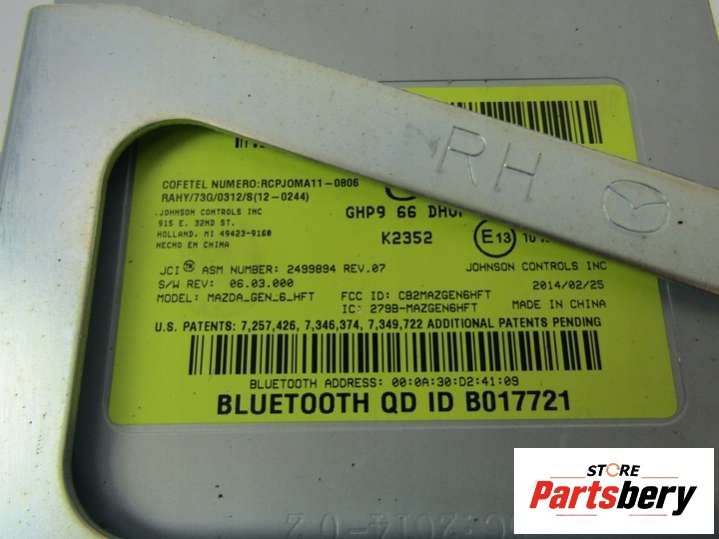 RH
COFETEL NUMERO:RCPJOMA11-0806
RAHY/73G/0312/S(12-0244)
JOHNSON CONTROLS INC
915 E. 32ND ST.
HOLLAND, MI 49423-9160
HECHO EN CHINA
GHP9 66
K2352
E13
JCI TM ASM NUMBER: 2499894 REV.07
JOHNSON CONTROLS INC
S/W REV: 06.03.000
2014/02/25
MODEL: MAZDA_GEN_6_HFT
FCC ID: CB2MAZGEN6HFT
IC: 279B-MAZGEN6HFT
MADE IN CHINA
U.S. PATENTS: 7,257,426, 7,346,374, 7,349,722 ADDITIONAL PATENTS PENDING
BLUETOOTH ADDRESS: 00:0A:30:D2:41:09
BLUETOOTH QD ID B017721
STORE
Partsbery